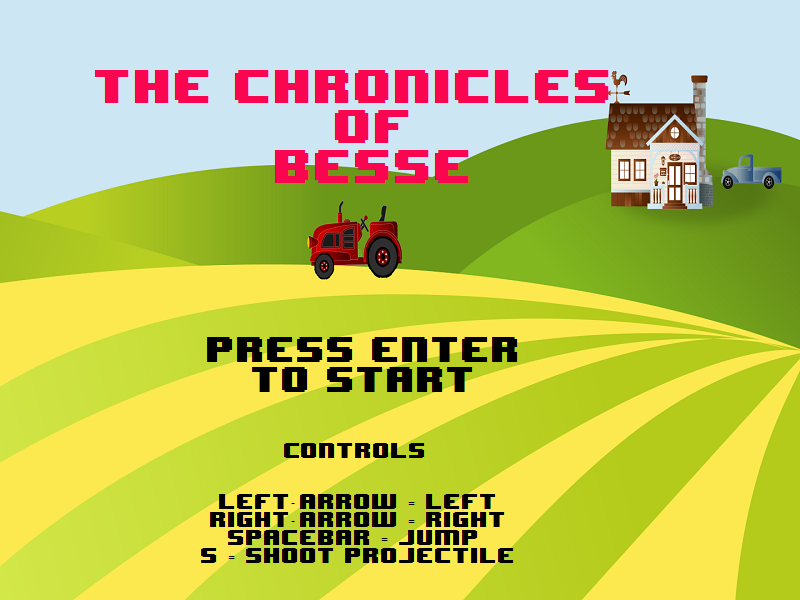 THE CHRONICLES
OF
BESSE
PRESS ENTER
TO START
CONTROLS
LEFT-ARROW = LEFT
RIGHT-ARROW = RIGHT
SPACEBAR = JUMP
S = SHOOT PROJECTILE